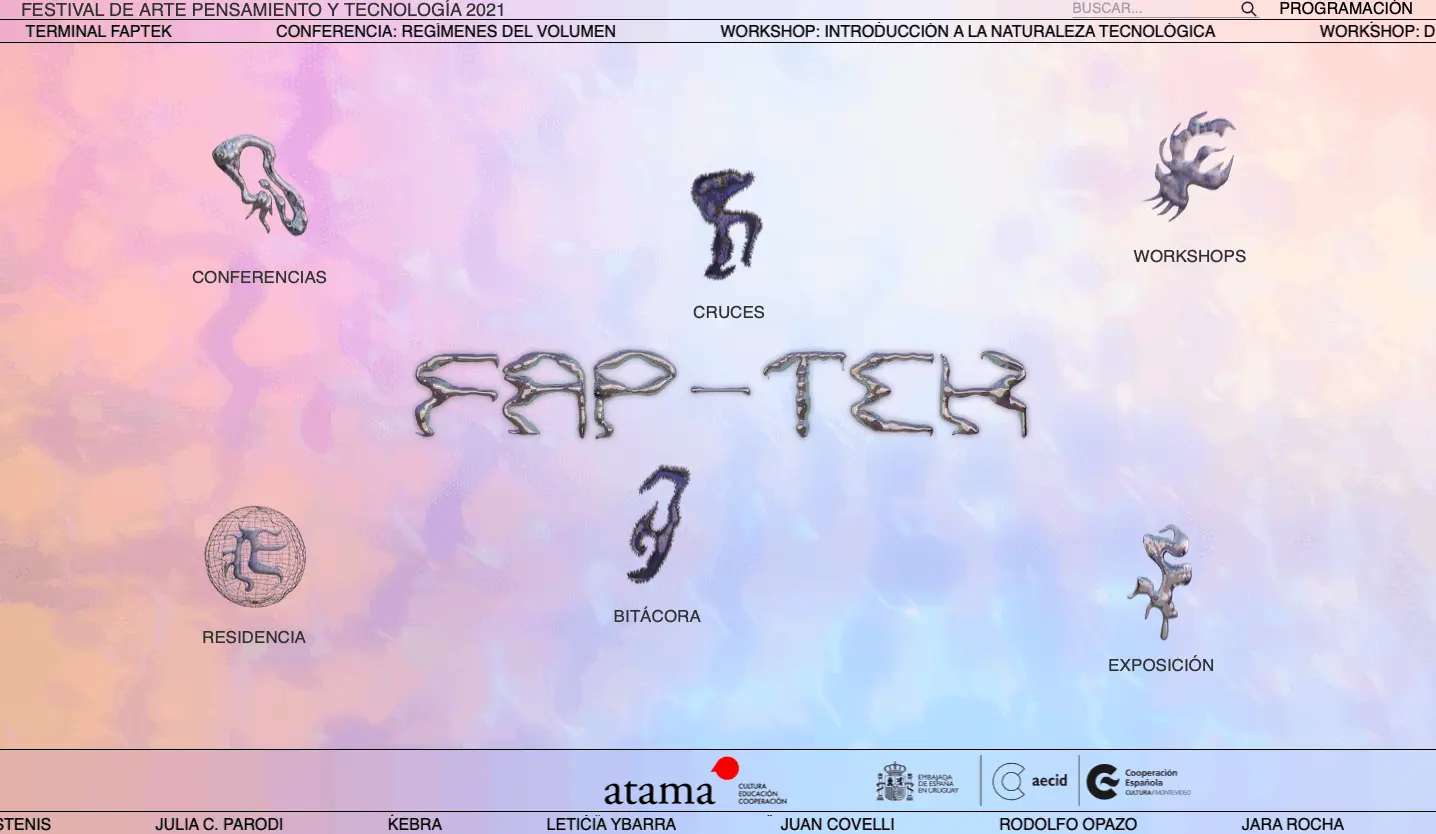 FESTIVAL DE ARTE PENSAMIENTO Y TECNOLOGÍA 2021 BUSCAR... PROGRAMACIÓN
TERMINAL FAPTEK CONFERENCIA: REGÍMENES DEL VOLUMEN WORKSHOP: INTRODUCCIÓN A LA NATURALEZA TECNOLÓGICA WORKSHOP: D
CONFERENCIAS
CRUCES
WORKSHOPS
FAP-TEK
RESIDENCIA
BITÁCORA
EXPOSICIÓN
atama CULTURA
EDUCACIÓN
COOPERACIÓN
EMBAJADA
DE ESPAÑA
EN URUGUAY
aecid
Cooperación
Española
CULTURA/MONTEVIDEO
STENIS JULIA C. PARODI KEBRA LETICIA YBARRA JUAN COVELLI RODOLFO OPAZO JARA ROCHA